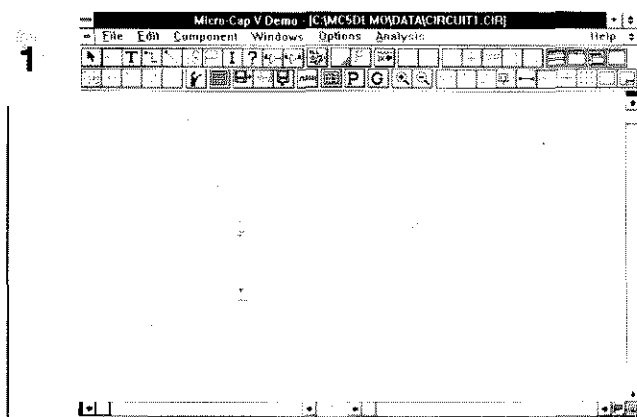 Micro-Cap V Demo - [C:\MC5DEMO\DATA\CIRCUIT1.CIR]
File Edit Component Windows Options Analysis Help
1
T I ?
P G